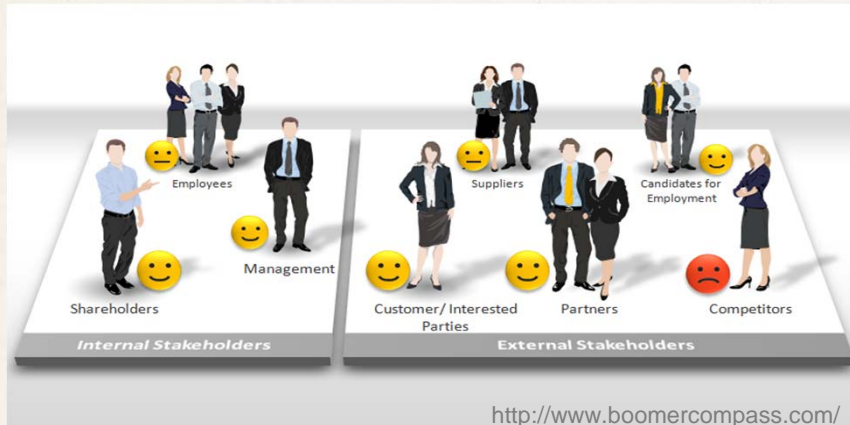 Employees
Suppliers
Candidates for
Employment
Management
Shareholders
Customer/ Interested
Parties
Partners
Competitors
Internal Stakeholders
External Stakeholders
http://www.boomercompass.com/